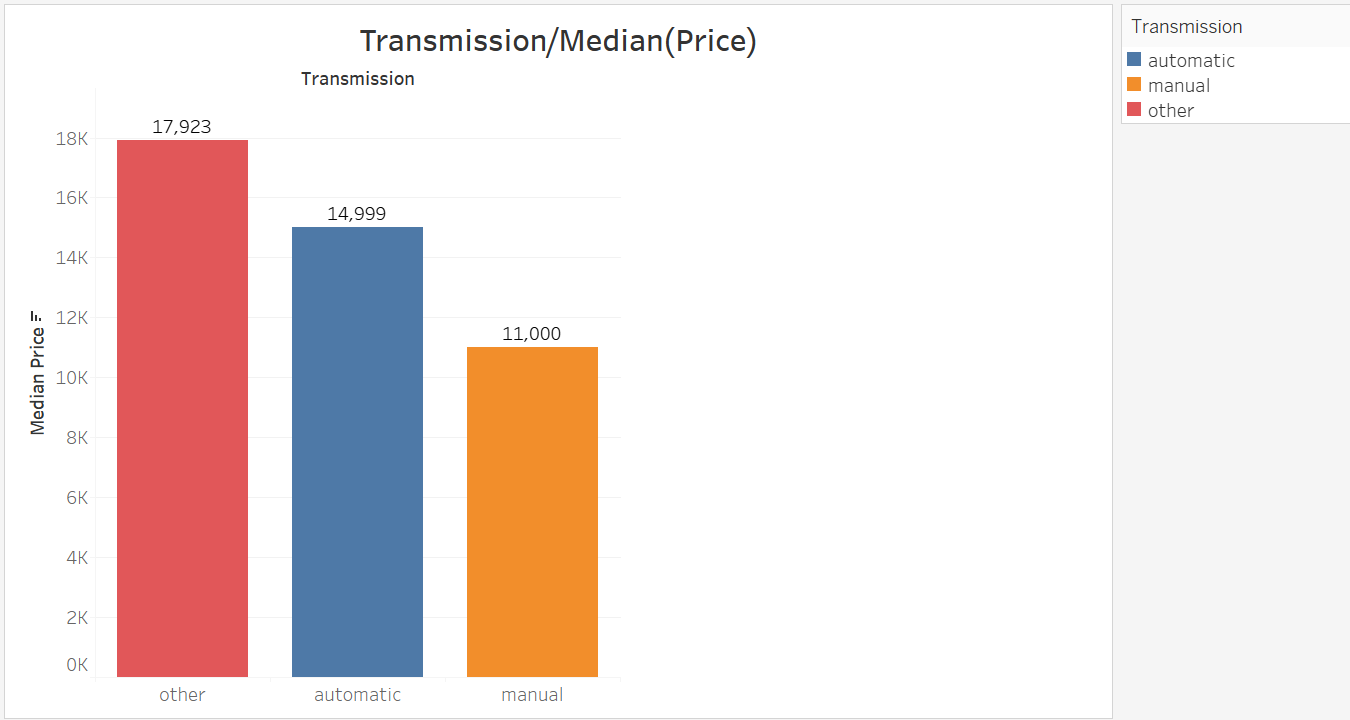 Transmission/Median(Price)
Transmission
Transmission
automatic
manual
other
Median Price
18K
16K
14K
12K
10K
8K
6K
4K
2K
0K
17,923
14,999
11,000
other
automatic
manual